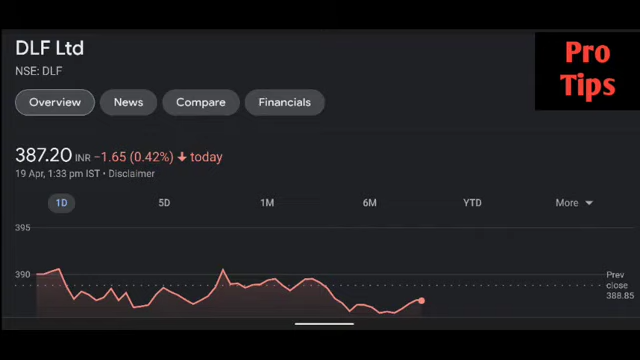 DLF Ltd
NSE: DLF
Pro
Tips
Overview
News
Compare
Financials
387.20 INR −1.65 (0.42%) ↓ today
19 Apr, 1:33 pm IST • Disclaimer
1D
5D
1M
6M
YTD
More
395
390
Prev
close
388.85